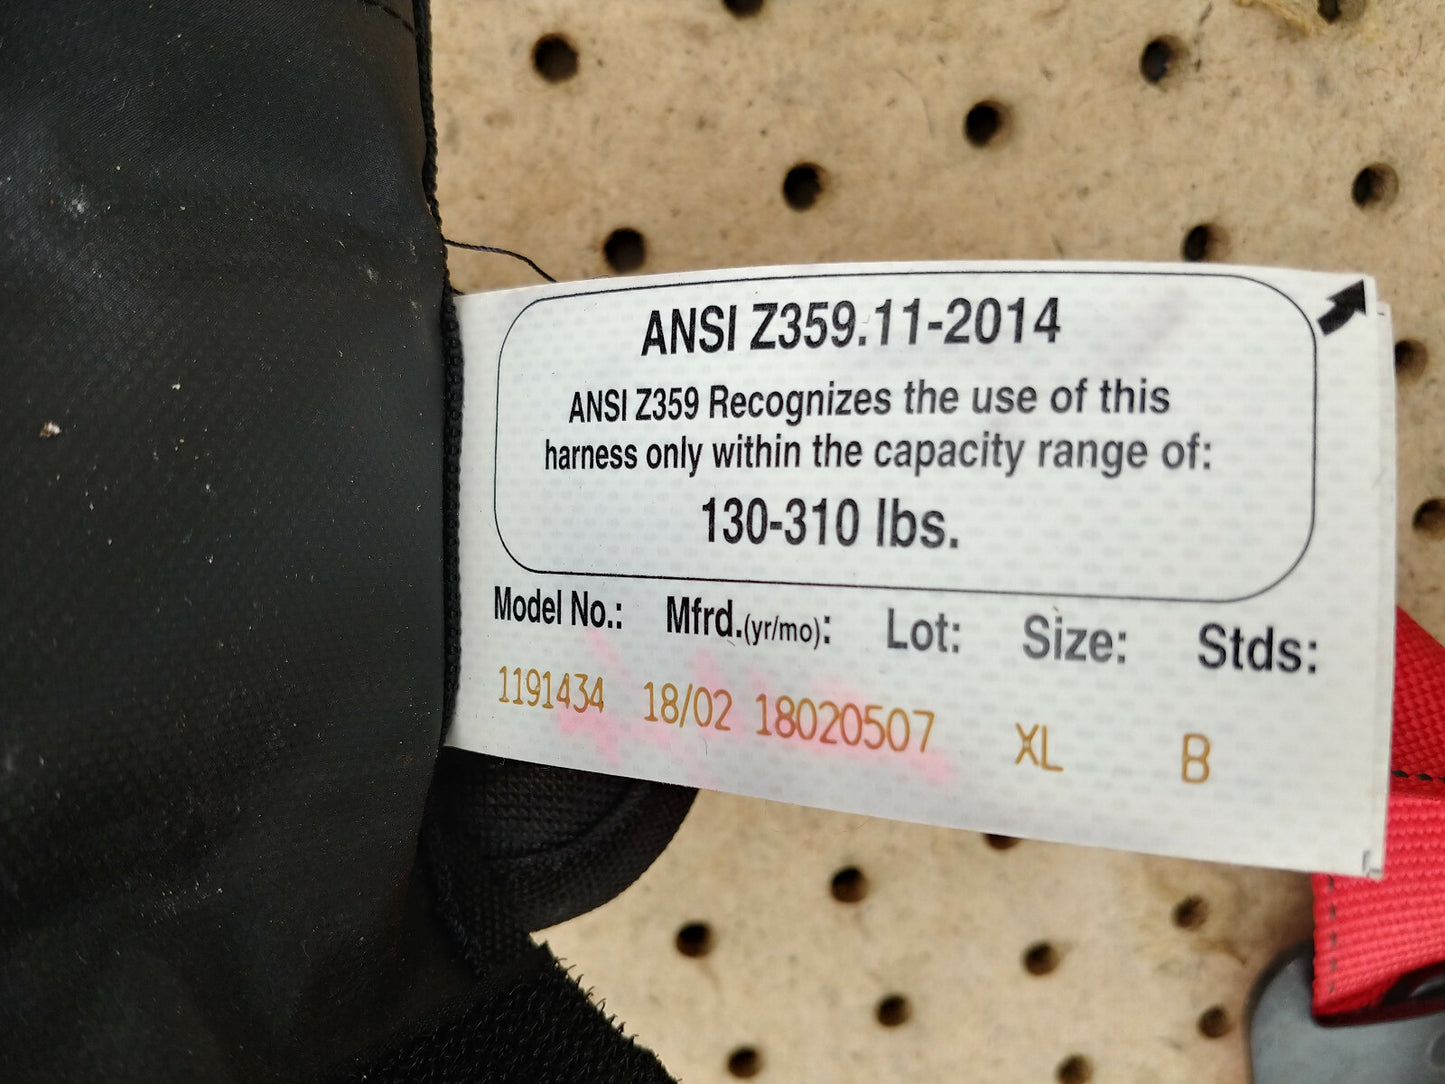 ANSI Z359.11-2014
ANSI Z359 Recognizes the use of this
harness only within the capacity range of:
130-310 lbs.
Model No.: Mfrd.(yr/mo): Lot: Size: Stds:
1191434 18/02 18020507 XL B